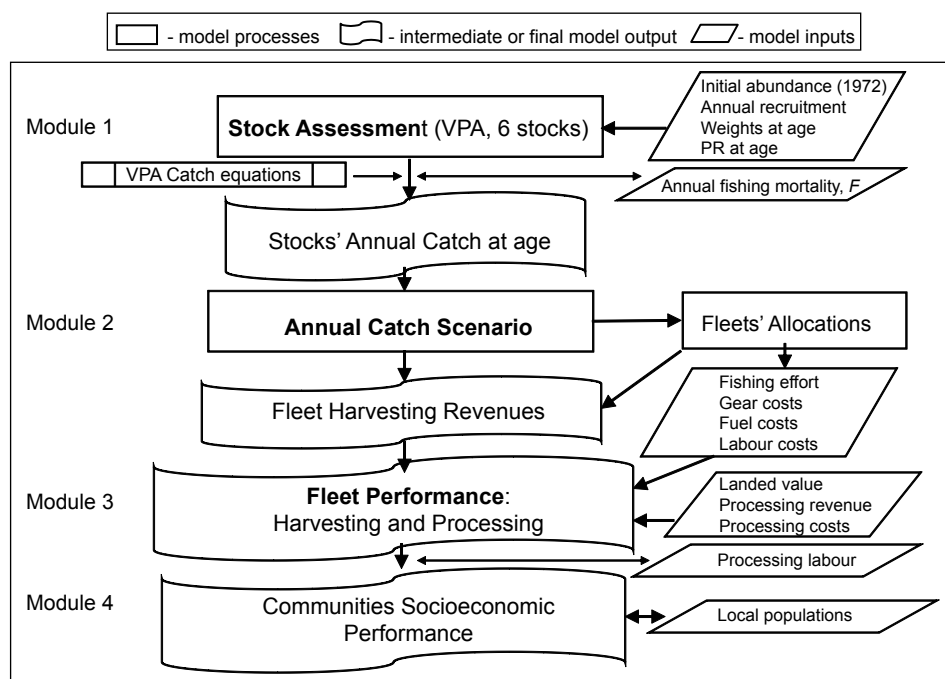 - model processes
- intermediate or final model output
- model inputs
Module 1
Stock Assessment (VPA, 6 stocks)
Initial abundance (1972)
Annual recruitment
Weights at age
PR at age
VPA Catch equations
Annual fishing mortality, F
Stocks' Annual Catch at age
Module 2
Annual Catch Scenario
Fleets' Allocations
Fleet Harvesting Revenues
Fishing effort
Gear costs
Fuel costs
Labour costs
Module 3
Fleet Performance:
Harvesting and Processing
Landed value
Processing revenue
Processing costs
Processing labour
Module 4
Communities Socioeconomic
Performance
Local populations